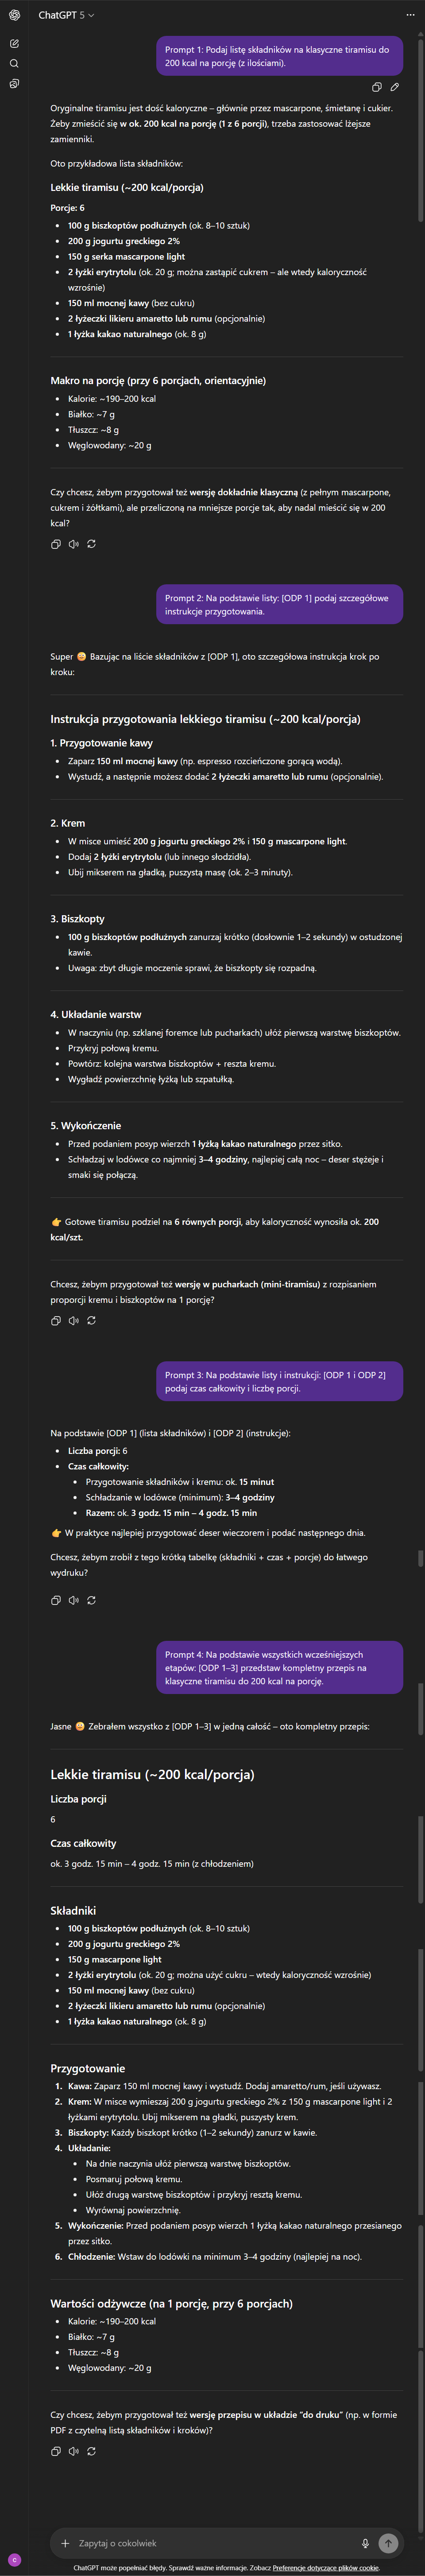 ChatGPT 5
Prompt 1: Podaj listę składników na klasyczne tiramisu do
200 kcal na porcję (z ilościami).
Oryginalne tiramisu jest dość kaloryczne – głównie przez mascarpone, śmietanę i cukier.
Żeby zmieścić się w ok. 200 kcal na porcję (1 z 6 porcji), trzeba zastosować lżejsze
zamienniki.
Oto przykładowa lista składników:
Lekkie tiramisu (~200 kcal/porcja)
Porcje: 6
• 100 g biszkoptów podłużnych (ok. 8–10 sztuk)
• 200 g jogurtu greckiego 2%
• 150 g serka mascarpone light
• 2 łyżki erytrytolu (ok. 20 g; można zastąpić cukrem – ale wtedy kaloryczność
wzrośnie)
• 150 ml mocnej kawy (bez cukru)
• 2 łyżeczki likieru amaretto lub rumu (opcjonalnie)
• 1 łyżka kakao naturalnego (ok. 8 g)
Makro na porcję (przy 6 porcjach, orientacyjnie)
• Kalorie: ~190–200 kcal
• Białko: ~7 g
• Tłuszcz: ~8 g
• Węglowodany: ~20 g
Czy chcesz, żebym przygotował też wersję dokładnie klasyczną (z pełnym mascarpone,
cukrem i żółtkami), ale przeliczoną na mniejsze porcje tak, aby nadal mieścić się w 200
kcal?
Prompt 2: Na podstawie listy: [ODP 1] podaj szczegółowe
instrukcje przygotowania.
Super 😄 Bazując na liście składników z [ODP 1], oto szczegółowa instrukcja krok po
kroku:
Instrukcja przygotowania lekkiego tiramisu (~200 kcal/porcja)
1. Przygotowanie kawy
• Zaparz 150 ml mocnej kawy (np. espresso rozcieńczone gorącą wodą).
• Wystudź, a następnie możesz dodać 2 łyżeczki amaretto lub rumu (opcjonalnie).
2. Krem
• W misce umieść 200 g jogurtu greckiego 2% i 150 g mascarpone light.
• Dodaj 2 łyżki erytrytolu (lub innego słodzidła).
• Ubij mikserem na gładką, puszystą masę (ok. 2–3 minuty).
3. Biszkopty
• 100 g biszkoptów podłużnych zanurzaj krótko (dosłownie 1–2 sekundy) w ostudzonej
kawie.
• Uwaga: zbyt długie moczenie sprawi, że biszkopty się rozpadną.
4. Układanie warstw
• W naczyniu (np. szklanej foremce lub pucharkach) ułóż pierwszą warstwę biszkoptów.
• Przykryj połową kremu.
• Powtórz: kolejna warstwa biszkoptów + reszta kremu.
• Wygładź powierzchnię łyżką lub szpatułką.
5. Wykończenie
• Przed podaniem posyp wierzch 1 łyżką kakao naturalnego przez sitko.
• Schładzaj w lodówce co najmniej 3–4 godziny, najlepiej całą noc – deser stężeje i
smaki się połączą.
👉 Gotowe tiramisu podziel na 6 równych porcji, aby kaloryczność wynosiła ok. 200
kcal/szt.
Chcesz, żebym przygotował też wersję w pucharkach (mini-tiramisu) z rozpisaniem
proporcji kremu i biszkoptów na 1 porcję?
Prompt 3: Na podstawie listy i instrukcji: [ODP 1 i ODP 2]
podaj czas całkowity i liczbę porcji.
Na podstawie [ODP 1] (lista składników) i [ODP 2] (instrukcje):
• Liczba porcji: 6
• Czas całkowity:
• Przygotowanie składników i kremu: ok. 15 minut
• Schładzanie w lodówce (minimum): 3–4 godziny
• Razem: ok. 3 godz. 15 min – 4 godz. 15 min
👉 W praktyce najlepiej przygotować deser wieczorem i podać następnego dnia.
Chcesz, żebym zrobił z tego krótką tabelkę (składniki + czas + porcje) do łatwego
wydruku?
Prompt 4: Na podstawie wszystkich wcześniejszych
etapów: [ODP 1–3] przedstaw kompletny przepis na
klasyczne tiramisu do 200 kcal na porcję.
Jasne 😄 Zebrałem wszystko z [ODP 1–3] w jedną całość – oto kompletny przepis:
Lekkie tiramisu (~200 kcal/porcja)
Liczba porcji
6
Czas całkowity
ok. 3 godz. 15 min – 4 godz. 15 min (z chłodzeniem)
Składniki
• 100 g biszkoptów podłużnych (ok. 8–10 sztuk)
• 200 g jogurtu greckiego 2%
• 150 g mascarpone light
• 2 łyżki erytrytolu (ok. 20 g; można użyć cukru – wtedy kaloryczność wzrośnie)
• 150 ml mocnej kawy (bez cukru)
• 2 łyżeczki likieru amaretto lub rumu (opcjonalnie)
• 1 łyżka kakao naturalnego (ok. 8 g)
Przygotowanie
1. Kawa: Zaparz 150 ml mocnej kawy i wystudź. Dodaj amaretto/rum, jeśli używasz.
2. Krem: W misce wymieszaj 200 g jogurtu greckiego 2% z 150 g mascarpone light i 2
łyżkami erytrytolu. Ubij mikserem na gładki, puszysty krem.
3. Biszkopty: Każdy biszkopt krótko (1–2 sekundy) zanurz w kawie.
4. Układanie:
• Na dnie naczynia ułóż pierwszą warstwę biszkoptów.
• Posmaruj połową kremu.
• Ułóż drugą warstwę biszkoptów i przykryj resztą kremu.
• Wyrównaj powierzchnię.
5. Wykończenie: Przed podaniem posyp wierzch 1 łyżką kakao naturalnego przesianego
przez sitko.
6. Chłodzenie: Wstaw do lodówki na minimum 3–4 godziny (najlepiej na noc).
Wartości odżywcze (na 1 porcję, przy 6 porcjach)
• Kalorie: ~190–200 kcal
• Białko: ~7 g
• Tłuszcz: ~8 g
• Węglowodany: ~20 g
Czy chcesz, żebym przygotował też wersję przepisu w układzie "do druku" (np. w formie
PDF z czytelną listą składników i kroków)?
Zapytaj o cokolwiek
C
ChatGPT może popełniać błędy. Sprawdź ważne informacje. Zobacz Preferencje dotyczące plików cookie.